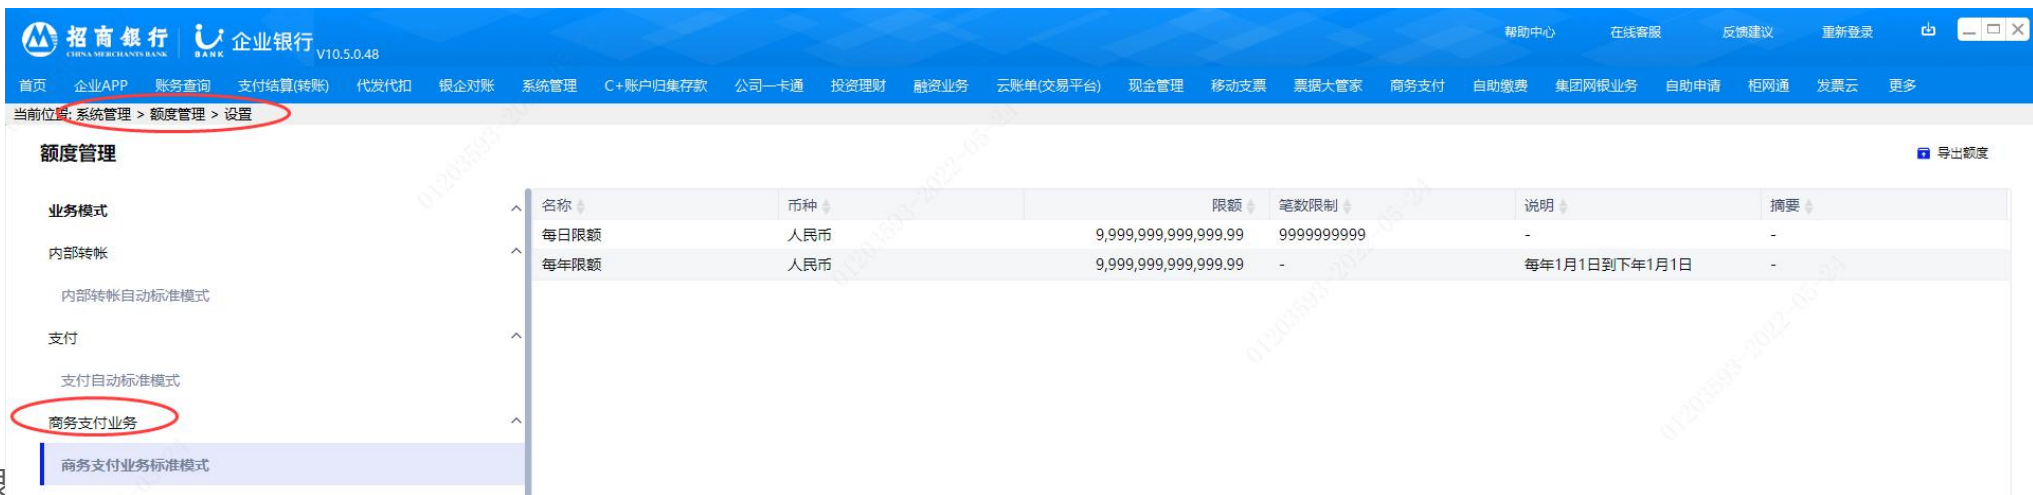 招商银行 企业银行 V10.5.0.48 帮助中心 在线客服 反馈建议 重新登录
CHINA MERCHANTS BANK BANK
首页 企业APP 账务查询 支付结算(转账) 代发代扣 银企对账 系统管理 C+账户归集存款 公司一卡通 投资理财 融资业务 云账单(交易平台) 现金管理 移动支票 票据大管家 商务支付 自助缴费 集团网银业务 自助申请 柜网通 发票云 更多
当前位置: 系统管理 > 额度管理 > 设置
额度管理 导出额度
业务模式
内部转帐
内部转帐自动标准模式
支付
支付自动标准模式
商务支付业务
商务支付业务标准模式
名称 币种 限额 笔数限制 说明 摘要
每日限额 人民币 9,999,999,999,999.99 9999999999 - -
每年限额 人民币 9,999,999,999,999.99 - 每年1月1日到下年1月1日 -
01203593-2022-05-24